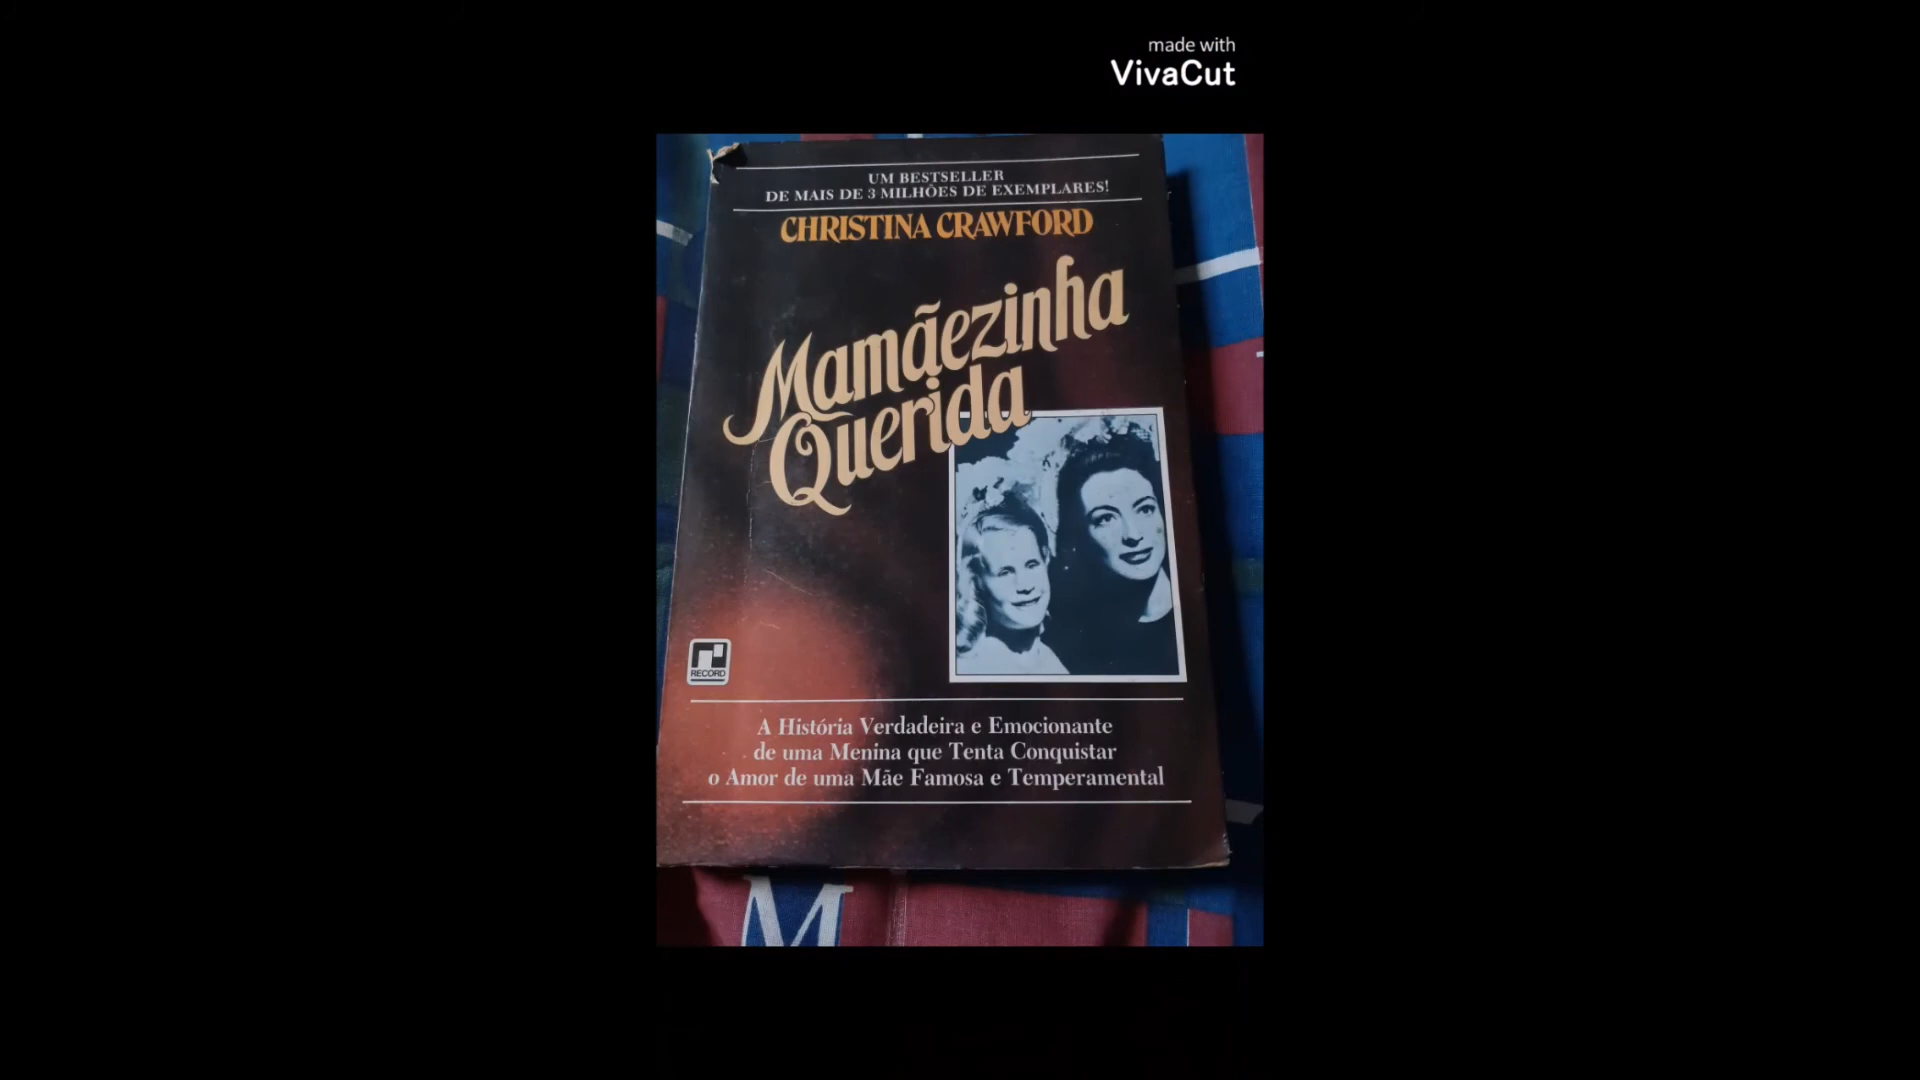 made with
VivaCut
UM BESTSELLER
DE MAIS DE 3 MILHÕES DE EXEMPLARES!
CHRISTINA CRAWFORD
Mamãezinha
Querida
RECORD
A História Verdadeira e Emocionante
de uma Menina que Tenta Conquistar
o Amor de uma Mãe Famosa e Temperamental
M